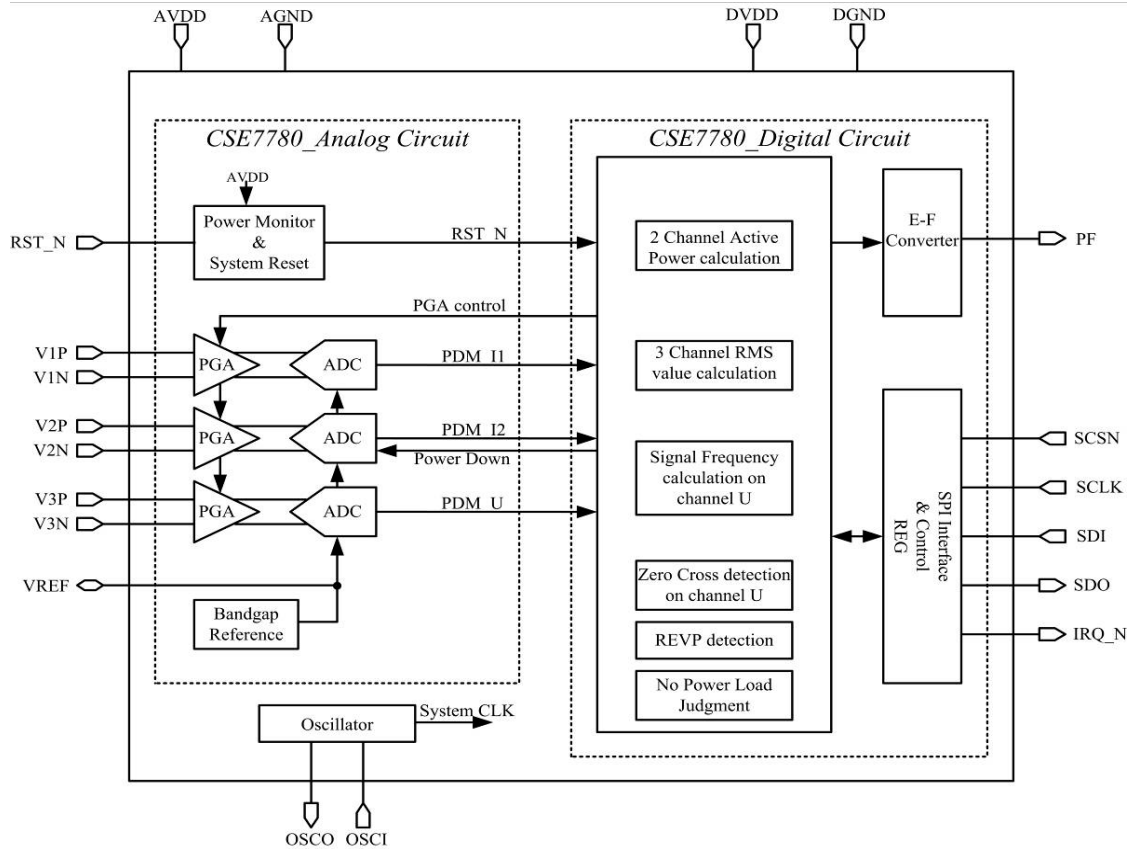 AVDD
AGND
DVDD
DGND
CSE7780_Analog Circuit
CSE7780_Digital Circuit
AVDD
Power Monitor
&
System Reset
RST_N
RST_N
2 Channel Active
Power calculation
E-F
Converter
PF
PGA control
V1P
V1N
PGA
ADC
PDM_I1
3 Channel RMS
value calculation
V2P
V2N
PGA
ADC
PDM_I2
Power Down
Signal Frequency
calculation on
channel U
V3P
V3N
PGA
ADC
PDM_U
SPI Interface
& Control
REG
SCSN
SCLK
SDI
SDO
IRQ_N
VREF
Bandgap
Reference
Zero Cross detection
on channel U
REVP detection
No Power Load
Judgment
Oscillator
System CLK
OSCO
OSCI